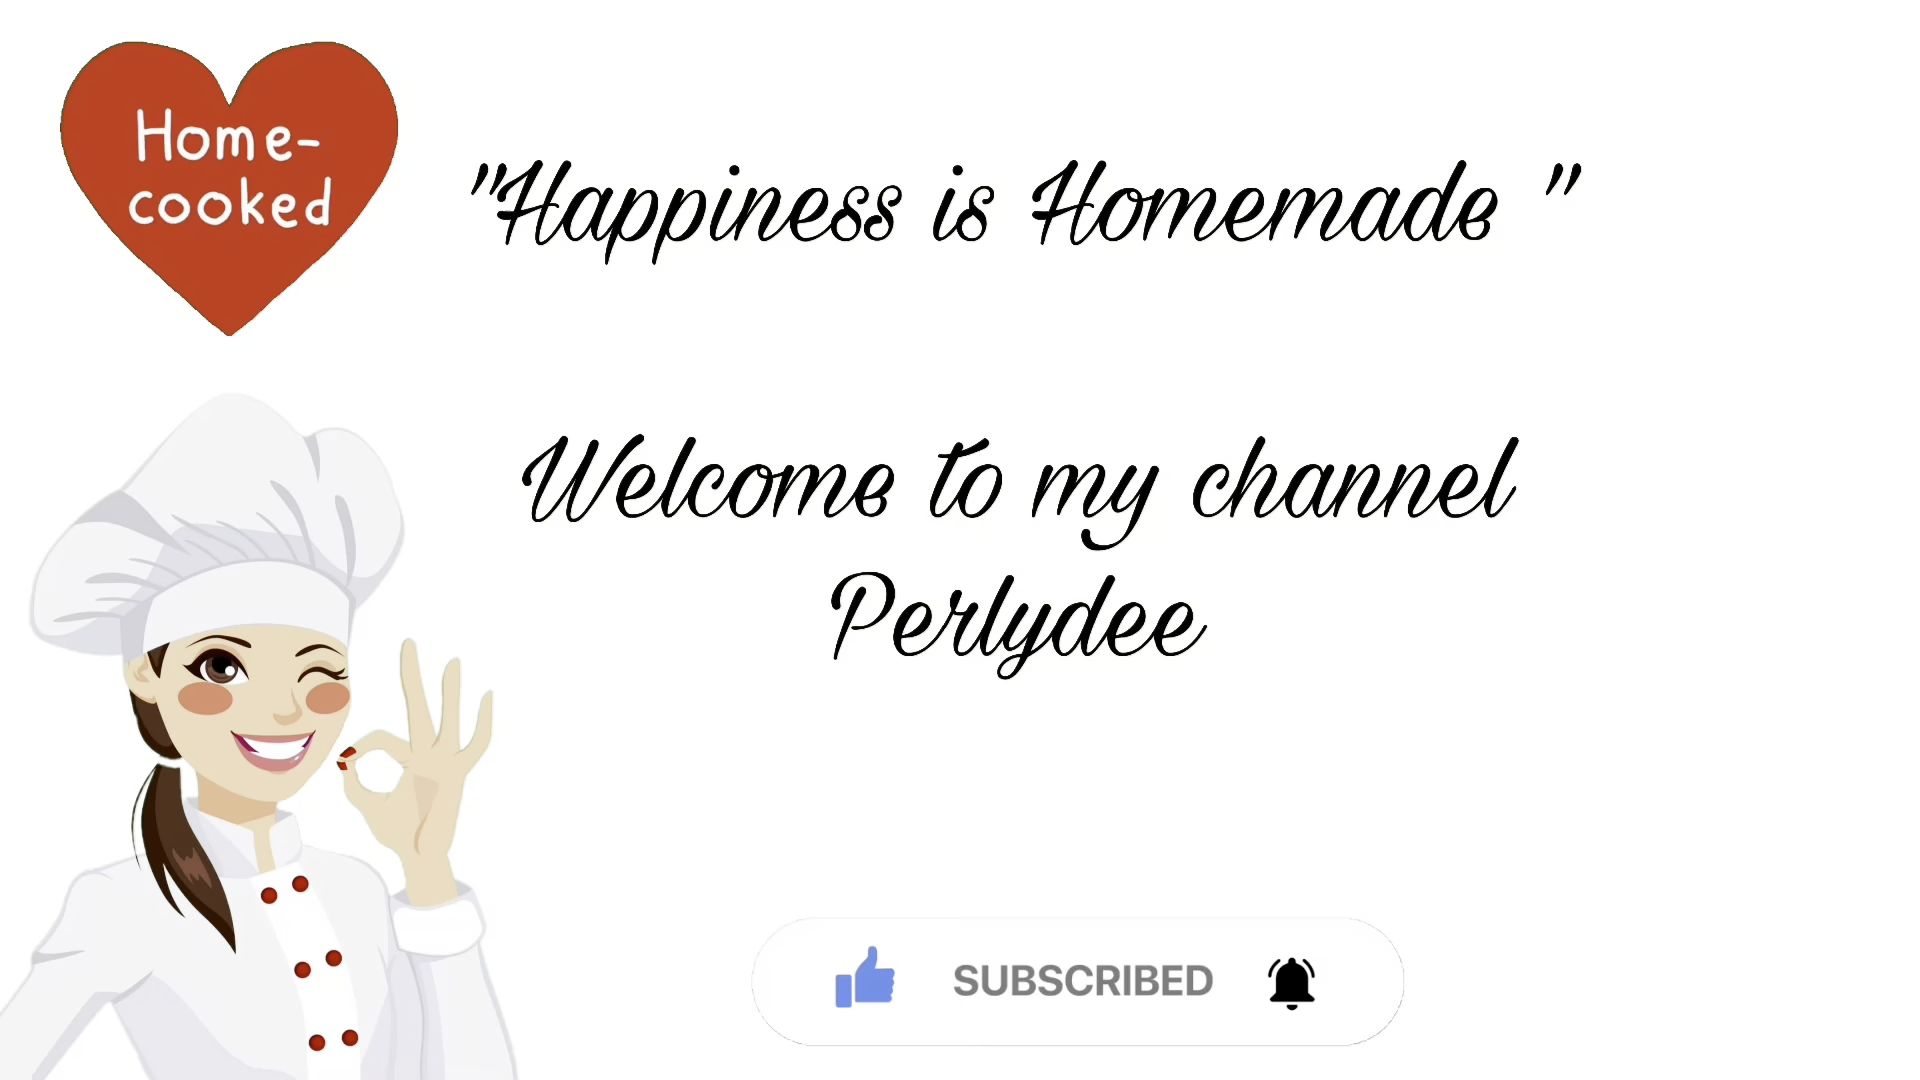 Home-
cooked
"Happiness is Homemade "
Welcome to my channel
Perlydee
SUBSCRIBED